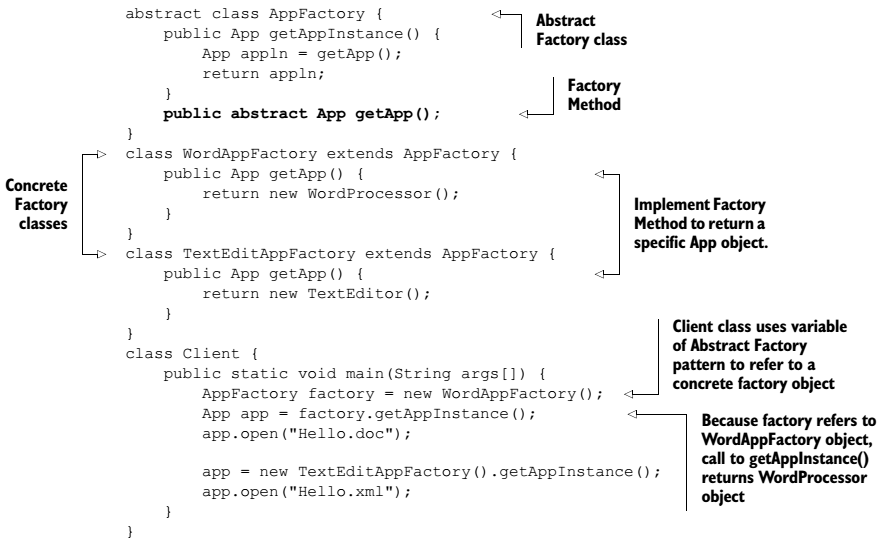 abstract class AppFactory {
public App getAppInstance() {
App appln = getApp();
return appln;
}
public abstract App getApp();
}
class WordAppFactory extends AppFactory {
public App getApp() {
return new WordProcessor();
}
}
class TextEditAppFactory extends AppFactory {
public App getApp() {
return new TextEditor();
}
}
class Client {
public static void main(String args[]) {
AppFactory factory = new WordAppFactory();
App app = factory.getAppInstance();
app.open("Hello.doc");
app = new TextEditAppFactory().getAppInstance();
app.open("Hello.xml");
}
}
Abstract
Factory class
Factory
Method
Concrete
Factory
classes
Implement Factory
Method to return a
specific App object.
Client class uses variable
of Abstract Factory
pattern to refer to a
concrete factory object
Because factory refers to
WordAppFactory object,
call to getAppInstance()
returns WordProcessor
object